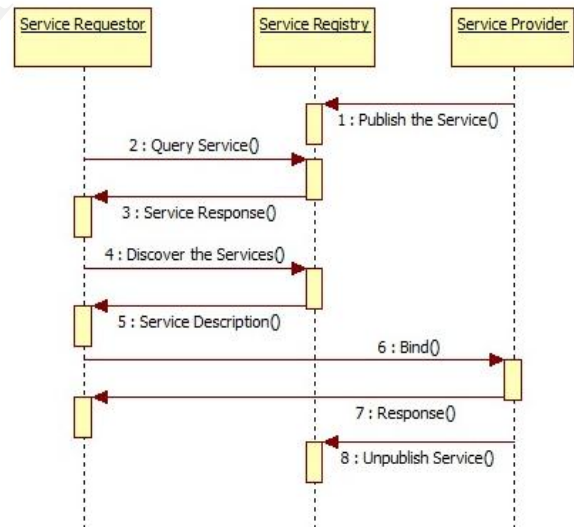 Service Requestor
Service Registry
Service Provider
1 : Publish the Service()
2 : Query Service()
3 : Service Response()
4 : Discover the Services()
5 : Service Description()
6 : Bind()
7 : Response()
8 : Unpublish Service()